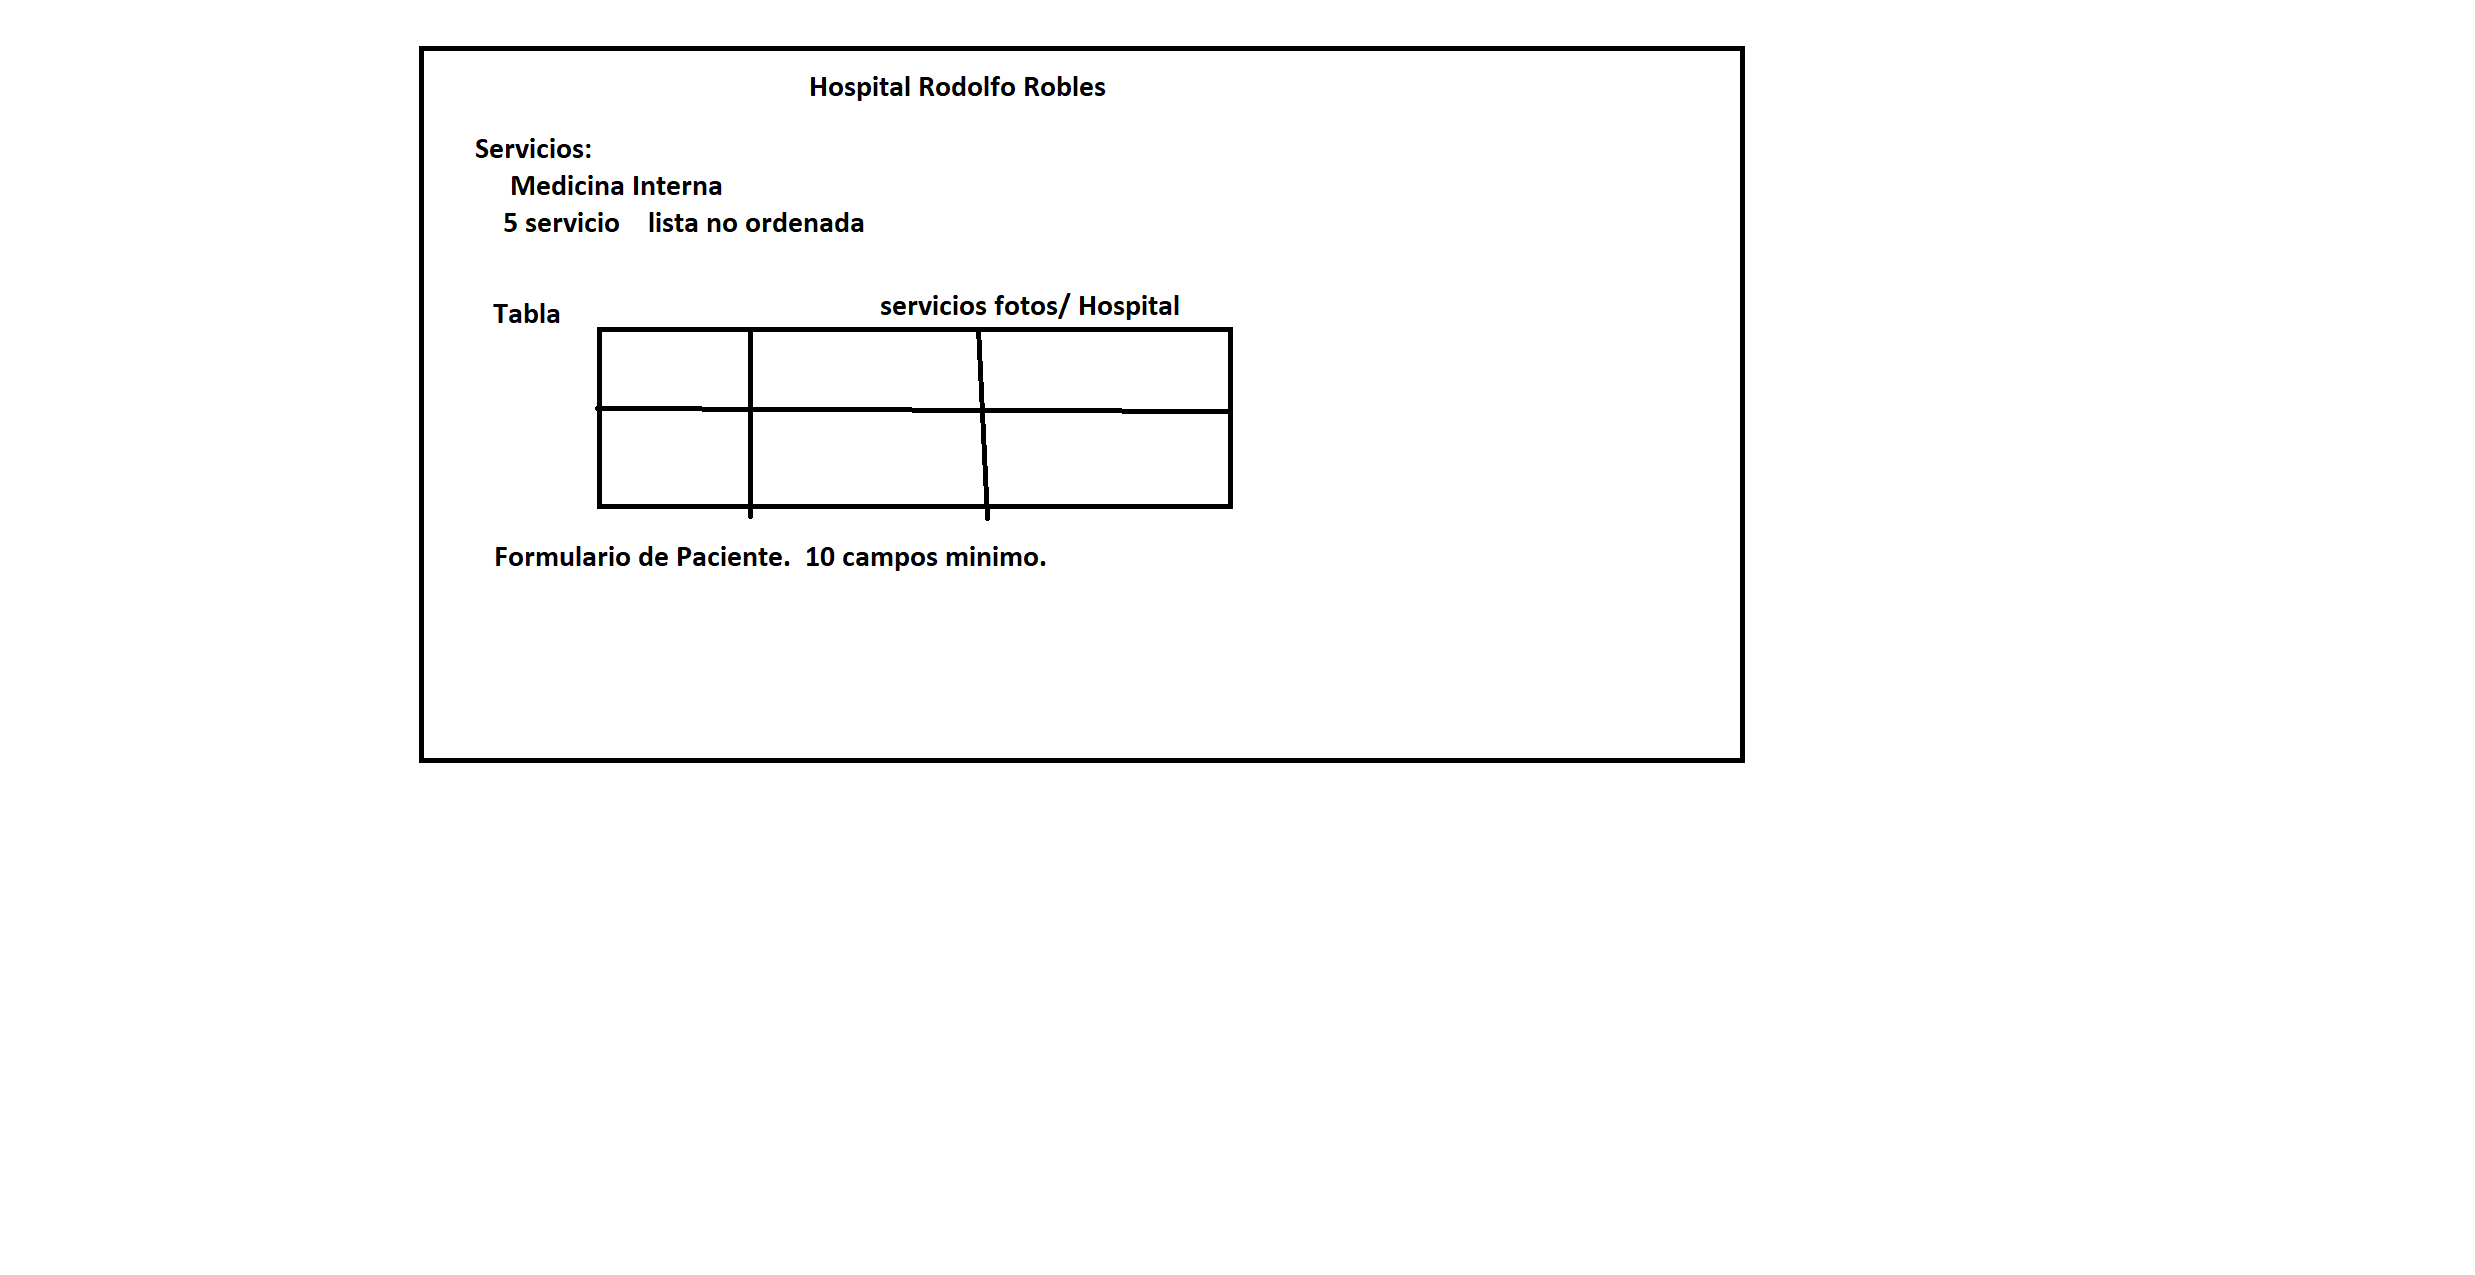 Hospital Rodolfo Robles
Servicios:
Medicina Interna
5 servicio lista no ordenada
Tabla
servicios fotos/ Hospital
Formulario de Paciente. 10 campos minimo.